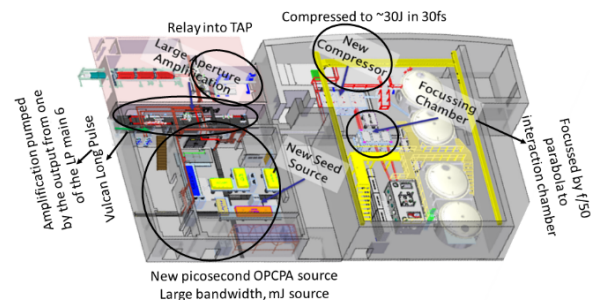 Relay into TAP
Compressed to ~30J in 30fs
Large Aperture
Amplification
New
Compressor
Focussing
Chamber
New Seed
Source
Amplification pumped
by the output from one
of the LP main 6
Vulcan Long Pulse
Focussed by f/50
parabola to
interaction chamber
New picosecond OPCPA source
Large bandwidth, mJ source